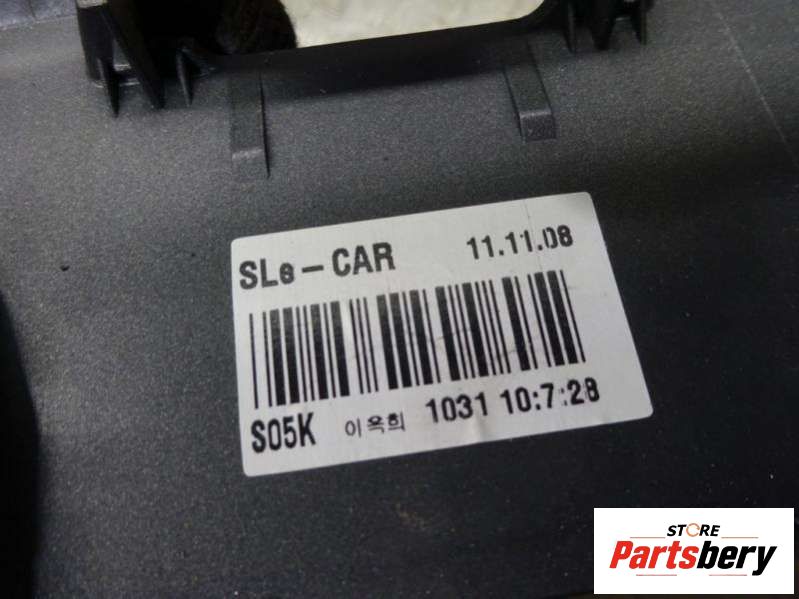 SLe-CAR 11.11.08
S05K 이옥희 1031 10:7:28
STORE
Partsbery